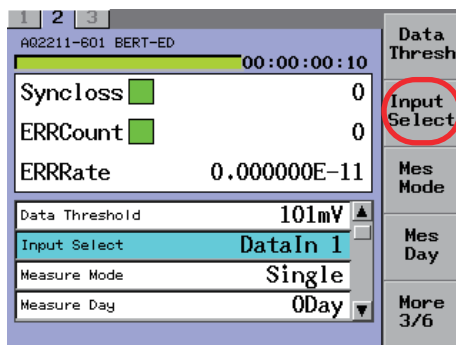 1 2 3
AQ2211-601 BERT-ED
00:00:00:10
Syncloss 0
ERRCount 0
ERRRate 0.000000E-11
Data Threshold 101mV
Input Select DataIn 1
Measure Mode Single
Measure Day 0Day
Data
Thresh
Input
Select
Mes
Mode
Mes
Day
More
3/6